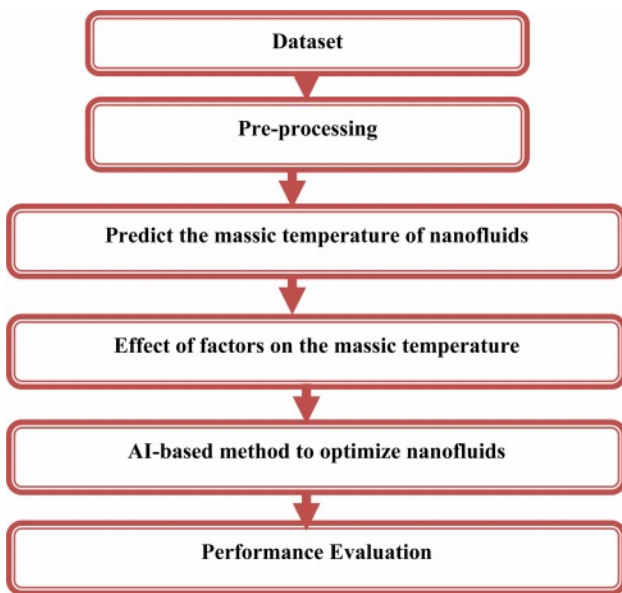 Dataset
Pre-processing
Predict the massic temperature of nanofluids
Effect of factors on the massic temperature
AI-based method to optimize nanofluids
Performance Evaluation